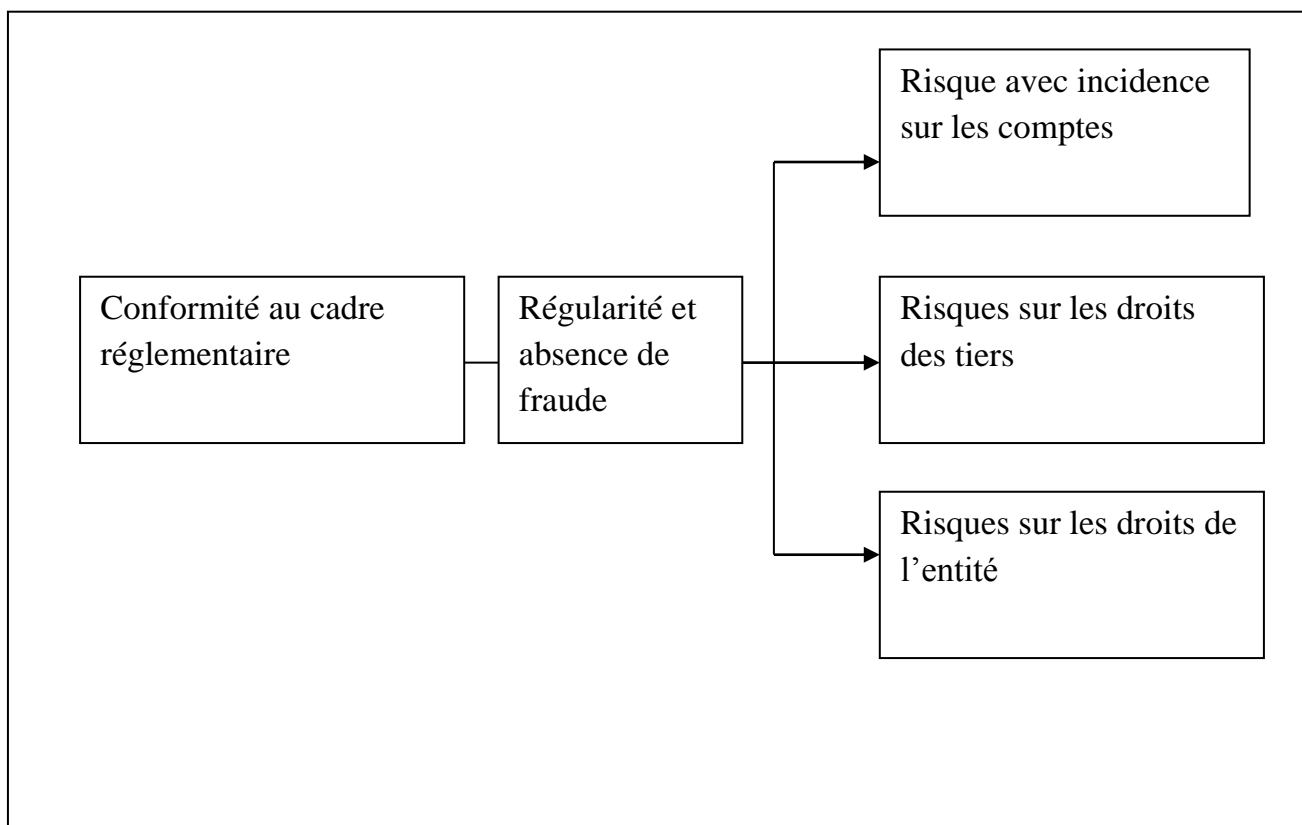 Risque avec incidence
sur les comptes
Conformité au cadre
réglementaire
Régularité et
absence de
fraude
Risques sur les droits
des tiers
Risques sur les droits de
l’entité